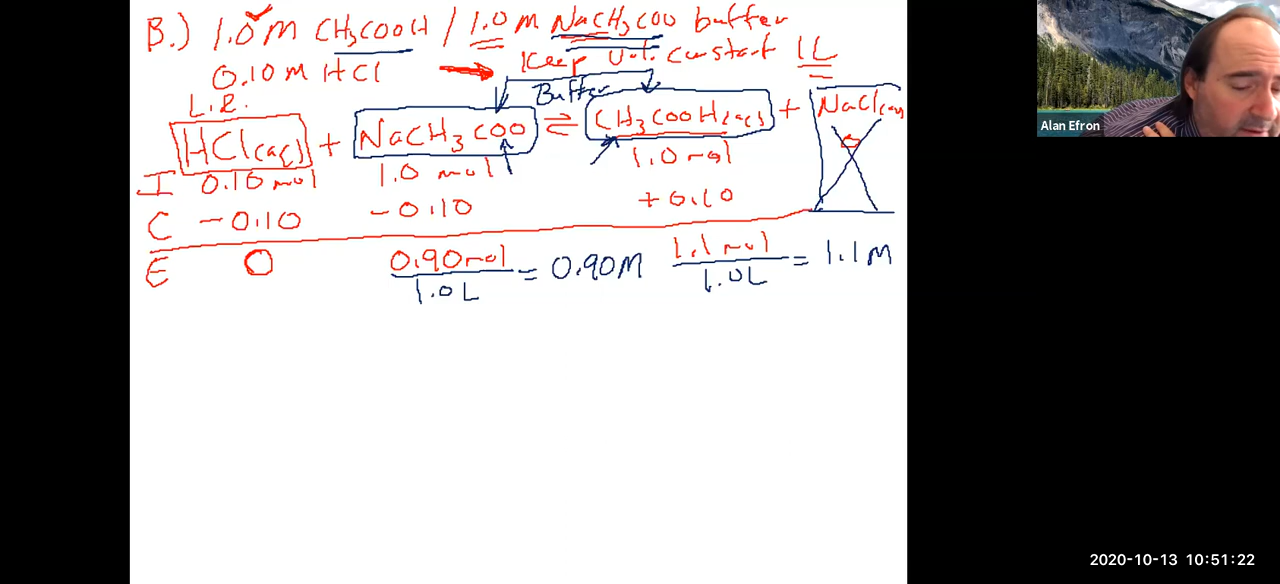 B.) 1.0 M CH3COOH / 1.0 M NaCH3COO buffer
0.10 M HCl → Keep vol. constant 1L
L.R.
Buffer
HCl(aq) + NaCH3COO ⇌ CH3COOH(aq) + NaCl(aq)
I 0.10 mol 1.0 mol 1.0 mol
C -0.10 -0.10 +0.10
E 0 0.90 mol / 1.0 L = 0.90 M 1.1 mol / 1.0 L = 1.1 M
Alan Efron
2020-10-13 10:51:22